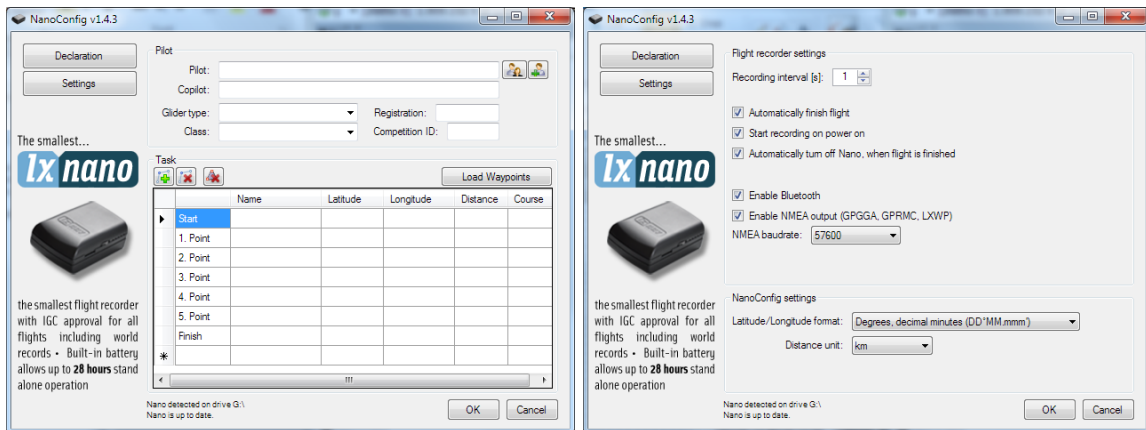 NanoConfig v1.4.3
Declaration
Settings
The smallest...
lx nano
the smallest flight recorder
with IGC approval for all
flights including world
records • Built-in battery
allows up to 28 hours stand
alone operation
Pilot
Pilot:
Copilot:
Glider type:
Registration:
Class:
Competition ID:
Task
Load Waypoints
Name Latitude Longitude Distance Course
Start
1. Point
2. Point
3. Point
4. Point
5. Point
Finish
Nano detected on drive G:\
Nano is up to date.
OK Cancel
NanoConfig v1.4.3
Declaration
Settings
The smallest...
lx nano
the smallest flight recorder
with IGC approval for all
flights including world
records • Built-in battery
allows up to 28 hours stand
alone operation
Flight recorder settings
Recording interval [s]: 1
Automatically finish flight
Start recording on power on
Automatically turn off Nano, when flight is finished
Enable Bluetooth
Enable NMEA output (GPGGA, GPRMC, LXWP)
NMEA baudrate: 57600
NanoConfig settings
Latitude/Longitude format: Degrees, decimal minutes (DD°MM.mmm')
Distance unit: km
Nano detected on drive G:\
Nano is up to date.
OK Cancel